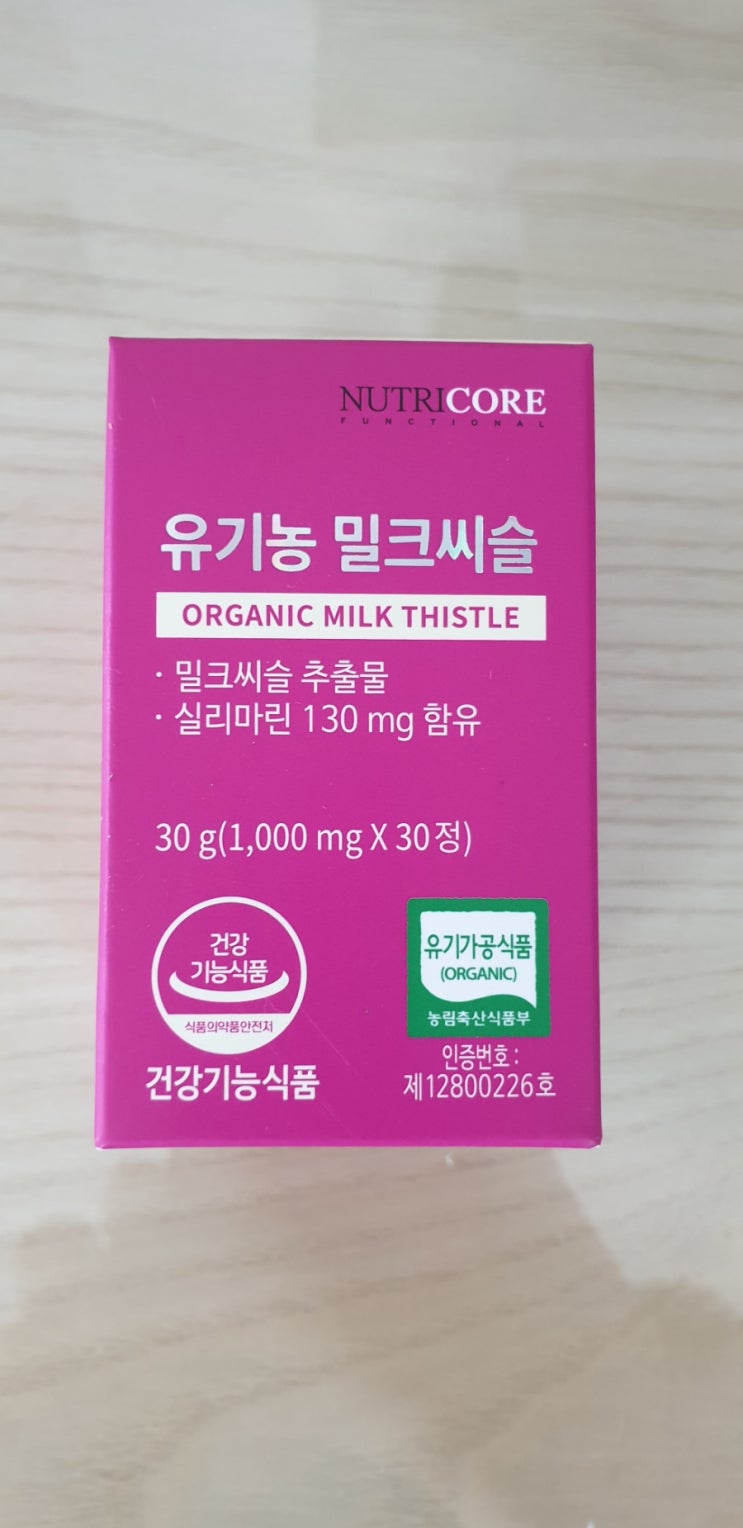 NUTRICORE
FUNCTIONAL
유기농 밀크씨슬
ORGANIC MILK THISTLE
· 밀크씨슬 추출물
· 실리마린 130 mg 함유
30 g(1,000 mg X 30정)
건강
기능식품
식품의약품안전처
건강기능식품
유기가공식품
(ORGANIC)
농림축산식품부
인증번호 :
제12800226호